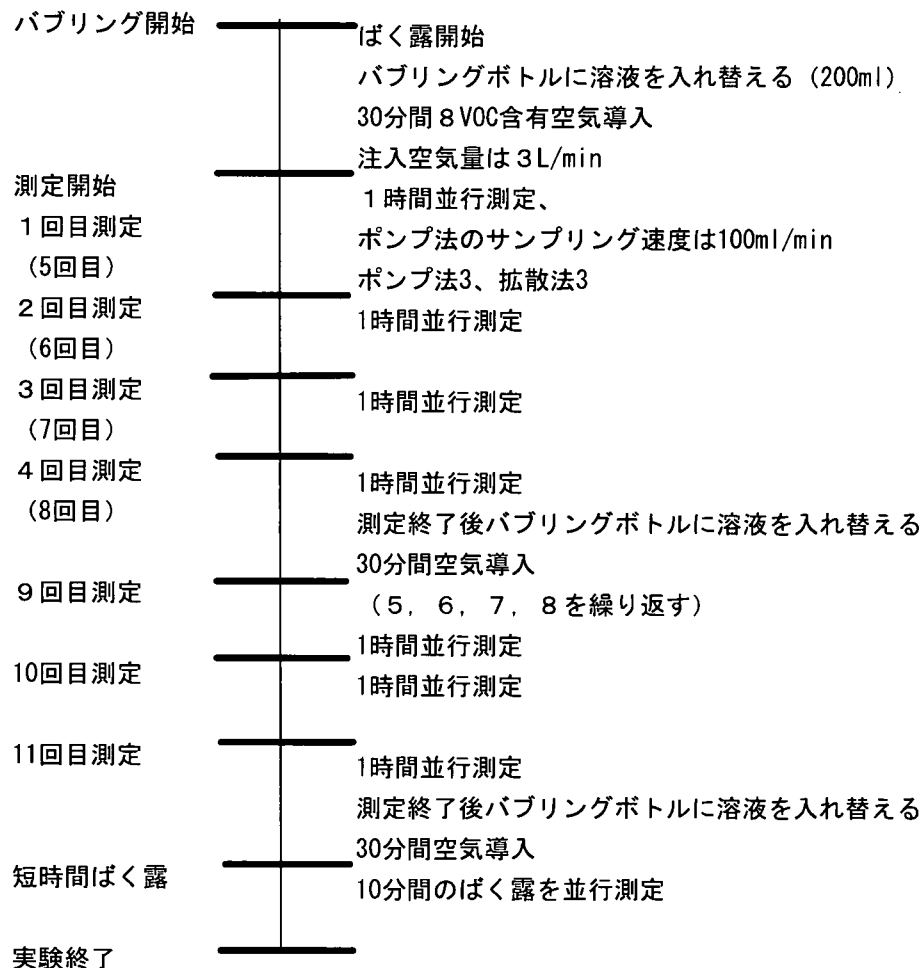 バブリング開始
ばく露開始
バブリングボトルに溶液を入れ替える（200ml）
30分間８VOC含有空気導入
注入空気量は３L/min
測定開始
１時間並行測定、
１回目測定
ポンプ法のサンプリング速度は100ml/min
（5回目）
ポンプ法3、拡散法3
２回目測定
1時間並行測定
（6回目）
３回目測定
1時間並行測定
（7回目）
４回目測定
1時間並行測定
（8回目）
測定終了後バブリングボトルに溶液を入れ替える
30分間空気導入
９回目測定
（５，６，７，８を繰り返す）
1時間並行測定
10回目測定
1時間並行測定
11回目測定
1時間並行測定
測定終了後バブリングボトルに溶液を入れ替える
30分間空気導入
短時間ばく露
10分間のばく露を並行測定
実験終了